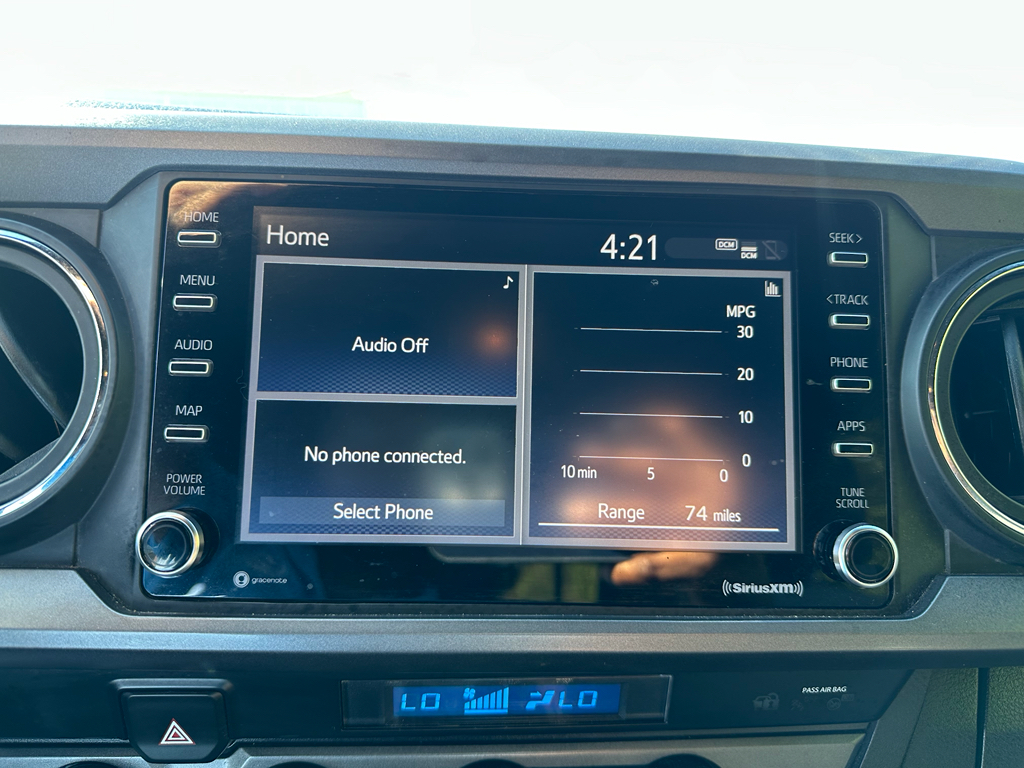 HOME
MENU
AUDIO
MAP
POWER
VOLUME
Home
4:21
DCM
DCM
Audio Off
No phone connected.
Select Phone
MPG
30
20
10
0
10 min 5 0
Range 74 miles
SEEK>
<TRACK
PHONE
APPS
TUNE
SCROLL
gracenote
((SiriusXM))
LO LO
PASS AIR BAG